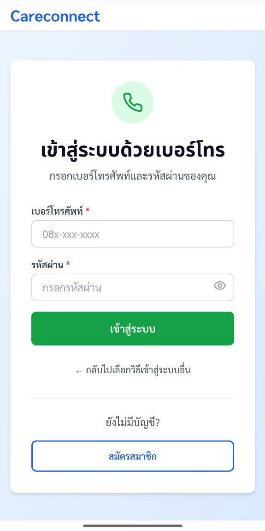 Careconnect
เข้าสู่ระบบด้วยเบอร์โทร
กรอกเบอร์โทรศัพท์และรหัสผ่านของคุณ
เบอร์โทรศัพท์ *
08x-xxx-xxxx
รหัสผ่าน *
กรอกรหัสผ่าน
เข้าสู่ระบบ
← กลับไปเลือกวิธีเข้าสู่ระบบอื่น
ยังไม่มีบัญชี?
สมัครสมาชิก